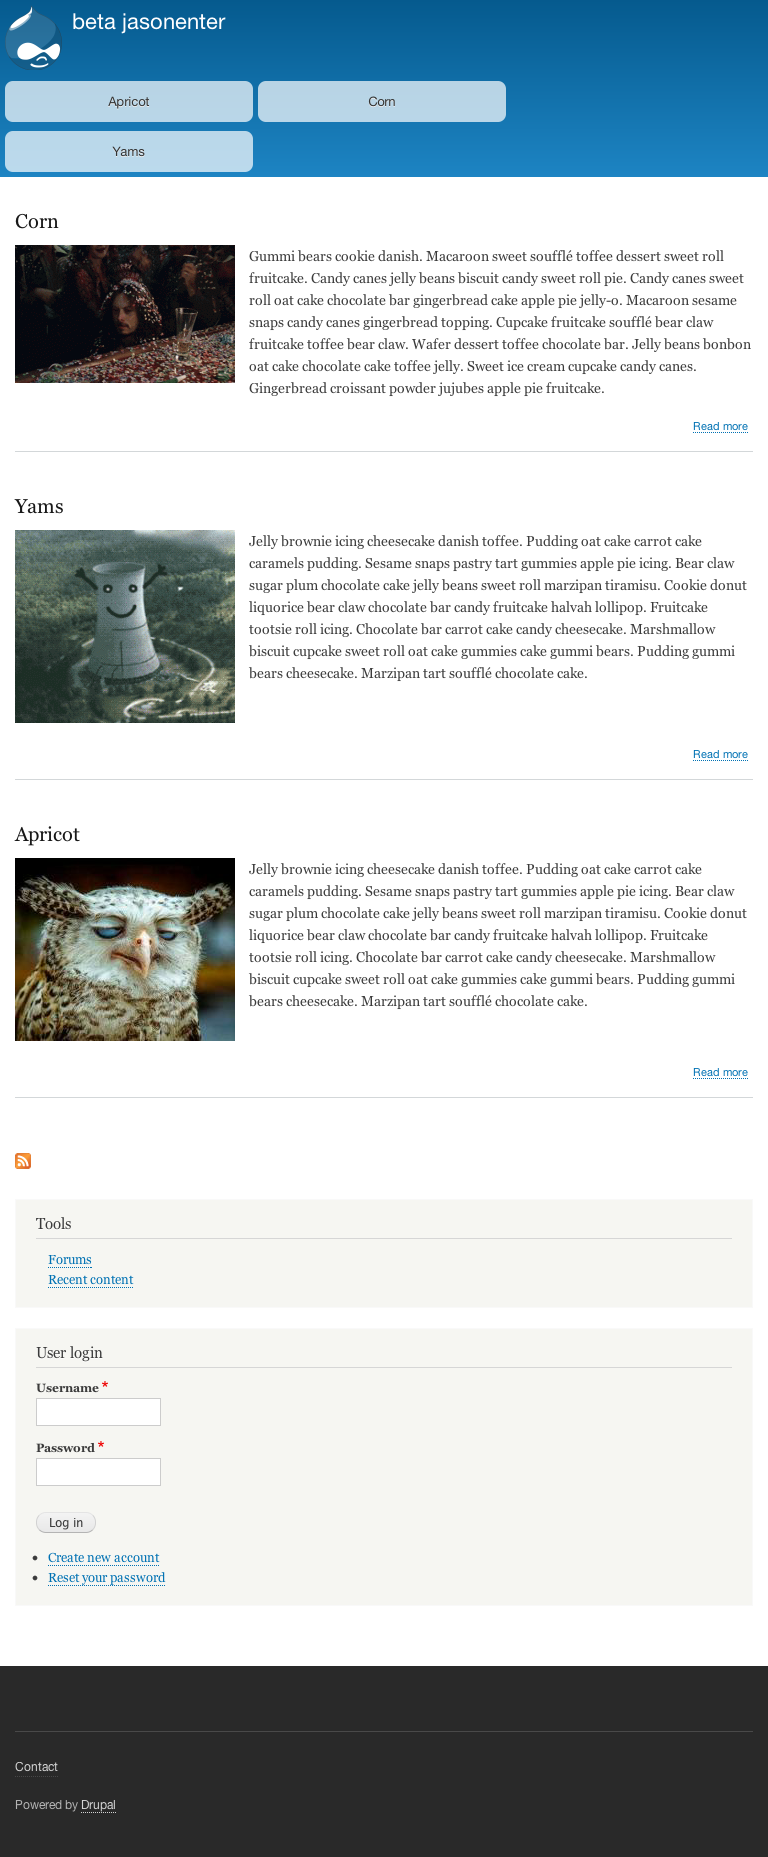 beta jasonenter
Apricot
Corn
Yams
Corn
Gummi bears cookie danish. Macaroon sweet soufflé toffee dessert sweet roll
fruitcake. Candy canes jelly beans biscuit candy sweet roll pie. Candy canes sweet
roll oat cake chocolate bar gingerbread cake apple pie jelly-o. Macaroon sesame
snaps candy canes gingerbread topping. Cupcake fruitcake soufflé bear claw
fruitcake toffee bear claw. Wafer dessert toffee chocolate bar. Jelly beans bonbon
oat cake chocolate cake toffee jelly. Sweet ice cream cupcake candy canes.
Gingerbread croissant powder jujubes apple pie fruitcake.
Read more
Yams
Jelly brownie icing cheesecake danish toffee. Pudding oat cake carrot cake
caramels pudding. Sesame snaps pastry tart gummies apple pie icing. Bear claw
sugar plum chocolate cake jelly beans sweet roll marzipan tiramisu. Cookie donut
liquorice bear claw chocolate bar candy fruitcake halvah lollipop. Fruitcake
tootsie roll icing. Chocolate bar carrot cake candy cheesecake. Marshmallow
biscuit cupcake sweet roll oat cake gummies cake gummi bears. Pudding gummi
bears cheesecake. Marzipan tart soufflé chocolate cake.
Read more
Apricot
Jelly brownie icing cheesecake danish toffee. Pudding oat cake carrot cake
caramels pudding. Sesame snaps pastry tart gummies apple pie icing. Bear claw
sugar plum chocolate cake jelly beans sweet roll marzipan tiramisu. Cookie donut
liquorice bear claw chocolate bar candy fruitcake halvah lollipop. Fruitcake
tootsie roll icing. Chocolate bar carrot cake candy cheesecake. Marshmallow
biscuit cupcake sweet roll oat cake gummies cake gummi bears. Pudding gummi
bears cheesecake. Marzipan tart soufflé chocolate cake.
Read more
Tools
Forums
Recent content
User login
Username *
Password *
Log in
Create new account
Reset your password
Contact
Powered by Drupal